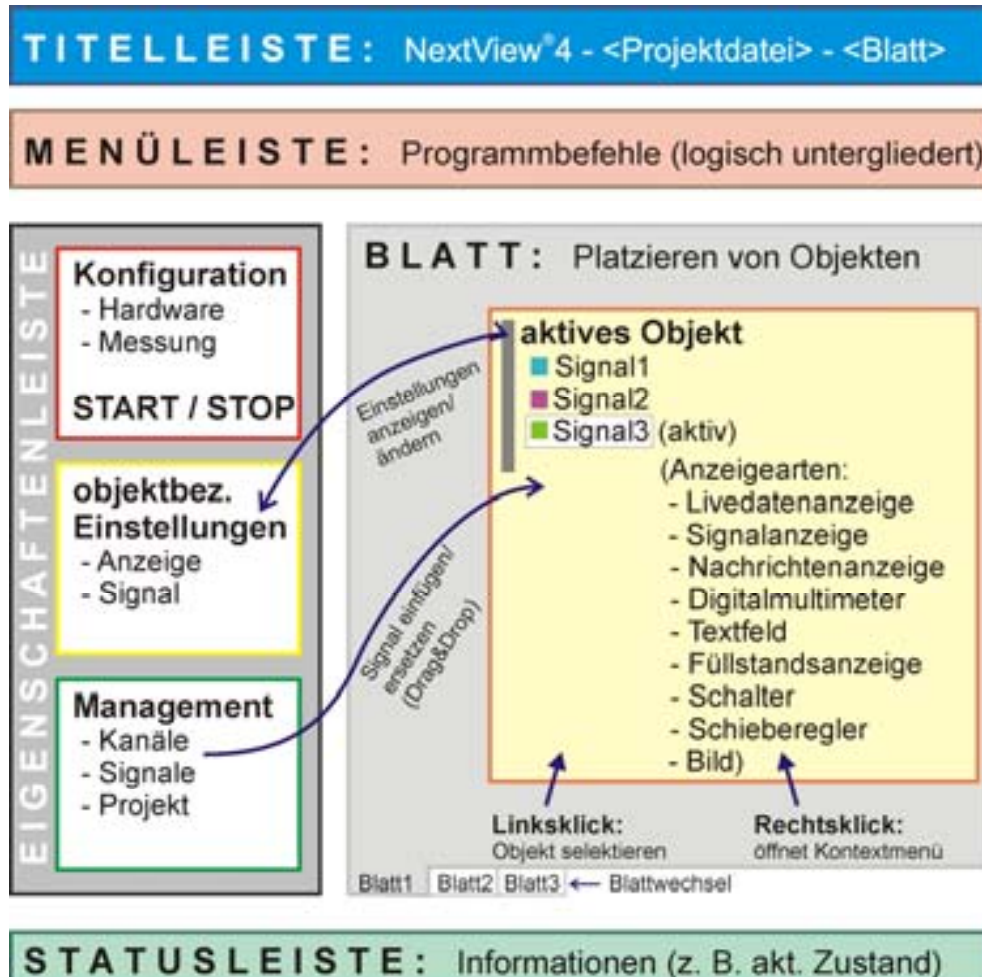 TITELLEISTE: NextView®4 - <Projektdatei> - <Blatt>
MENÜLEISTE: Programmbefehle (logisch untergliedert)
EIGENSCHAFTENLEISTE
Konfiguration
- Hardware
- Messung
START / STOP
objektbez.
Einstellungen
- Anzeige
- Signal
Management
- Kanäle
- Signale
- Projekt
BLATT: Platzieren von Objekten
Einstellungen
anzeigen/
ändern
Signal einfügen/
ersetzen
(Drag&Drop)
aktives Objekt
Signal1
Signal2
Signal3 (aktiv)
(Anzeigearten:
- Livedatenanzeige
- Signalanzeige
- Nachrichtenanzeige
- Digitalmultimeter
- Textfeld
- Füllstandsanzeige
- Schalter
- Schieberegler
- Bild)
Linksklick:
Objekt selektieren
Rechtsklick:
öffnet Kontextmenü
Blatt1 Blatt2 Blatt3 ← Blattwechsel
STATUSLEISTE: Informationen (z. B. akt. Zustand)